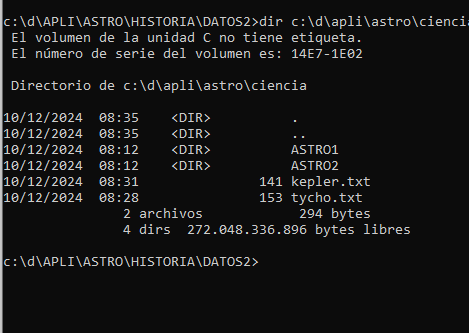 c:\d\APLI\ASTRO\HISTORIA\DATOS2>dir c:\d\apli\astro\ciencia
El volumen de la unidad C no tiene etiqueta.
El número de serie del volumen es: 14E7-1E02
Directorio de c:\d\apli\astro\ciencia
10/12/2024 08:35 <DIR> .
10/12/2024 08:35 <DIR> ..
10/12/2024 08:12 <DIR> ASTRO1
10/12/2024 08:12 <DIR> ASTRO2
10/12/2024 08:31 141 kepler.txt
10/12/2024 08:28 153 tycho.txt
2 archivos 294 bytes
4 dirs 272.048.336.896 bytes libres
c:\d\APLI\ASTRO\HISTORIA\DATOS2>